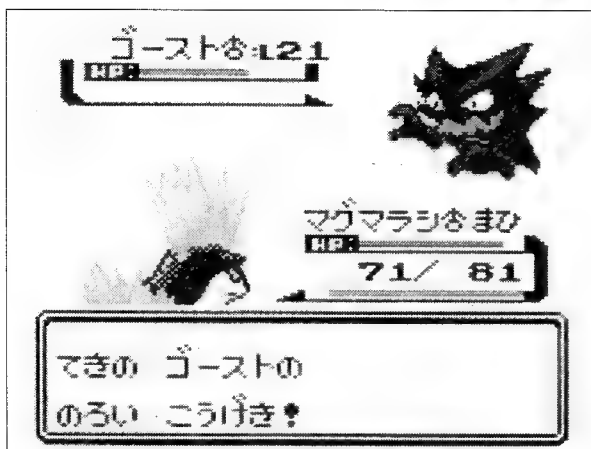 ゴースト♂:L21
HP:
マグマラシ♂まひ
HP:
71/ 81
てきの ゴーストの
のろい こうげき!